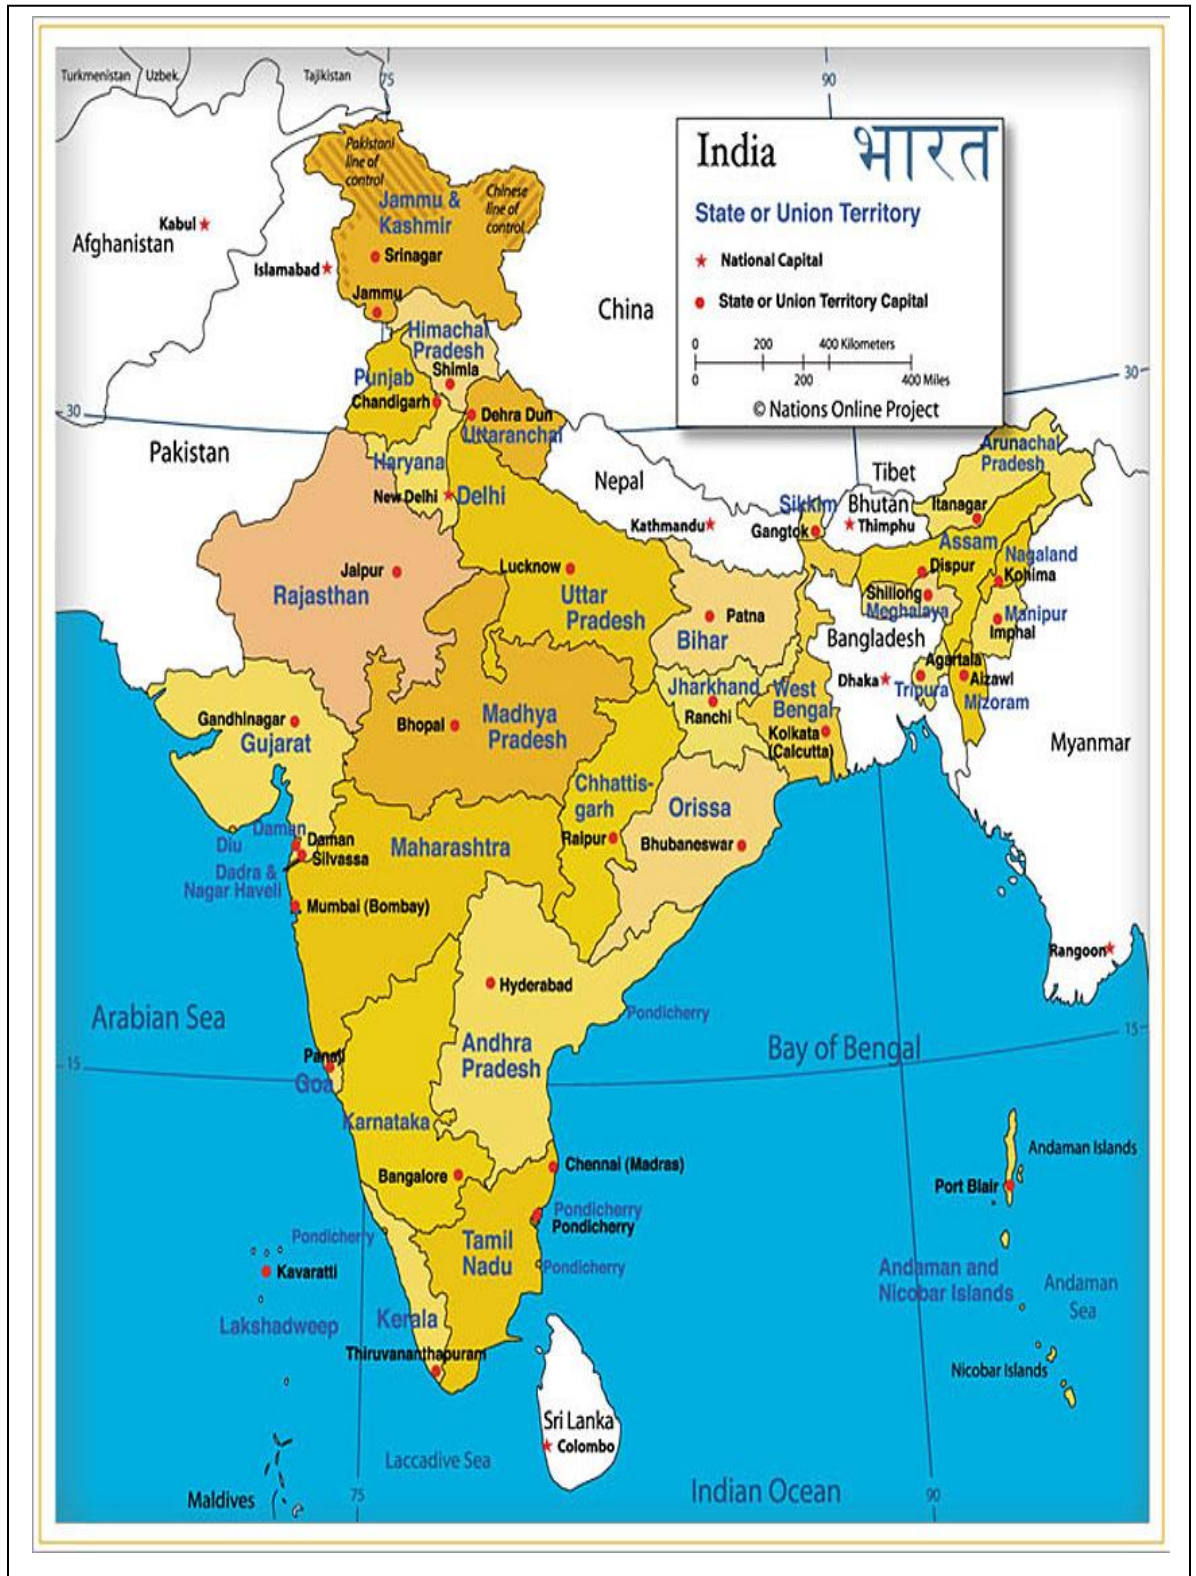 Turkmenistan
Uzbek.
Tajikistan
75
90
India
भारत
State or Union Territory
National Capital
State or Union Territory Capital
0 200 400 Kilometers
0 200 400 Miles
© Nations Online Project
Pakistani
line of
control
Chinese
line of
control
Jammu &
Kashmir
Kabul
Afghanistan
Srinagar
Islamabad
Jammu
China
Himachal
Pradesh
Shimla
Punjab
Chandigarh
30
30
Dehra Dun
Uttaranchal
Pakistan
Haryana
New Delhi
Delhi
Nepal
Kathmandu
Tibet
Sikkim
Gangtok
Bhutan
Thimphu
Arunachal
Pradesh
Itanagar
Assam
Dispur
Nagaland
Kohima
Shillong
Meghalaya
Manipur
Imphal
Jaipur
Rajasthan
Lucknow
Uttar
Pradesh
Patna
Bihar
Bangladesh
Dhaka
Agartala
Tripura
Aizawl
Mizoram
Jharkhand
Ranchi
West
Bengal
Kolkata
(Calcutta)
Gandhinagar
Gujarat
Bhopal
Madhya
Pradesh
Myanmar
Chhattis-
garh
Raipur
Orissa
Bhubaneswar
Daman
Diu
Daman
Silvassa
Dadra &
Nagar Haveli
Maharashtra
Mumbai (Bombay)
Rangoon
Hyderabad
Arabian Sea
Pondicherry
Andhra
Pradesh
Bay of Bengal
15
15
Panaji
Goa
Karnataka
Bangalore
Chennai (Madras)
Andaman Islands
Port Blair
Pondicherry
Pondicherry
Pondicherry
Tamil
Nadu
Pondicherry
Kavaratti
Lakshadweep
Kerala
Thiruvananthapuram
Andaman and
Nicobar Islands
Andaman
Sea
Nicobar Islands
Sri Lanka
Colombo
Laccadive Sea
Maldives
75
Indian Ocean
90